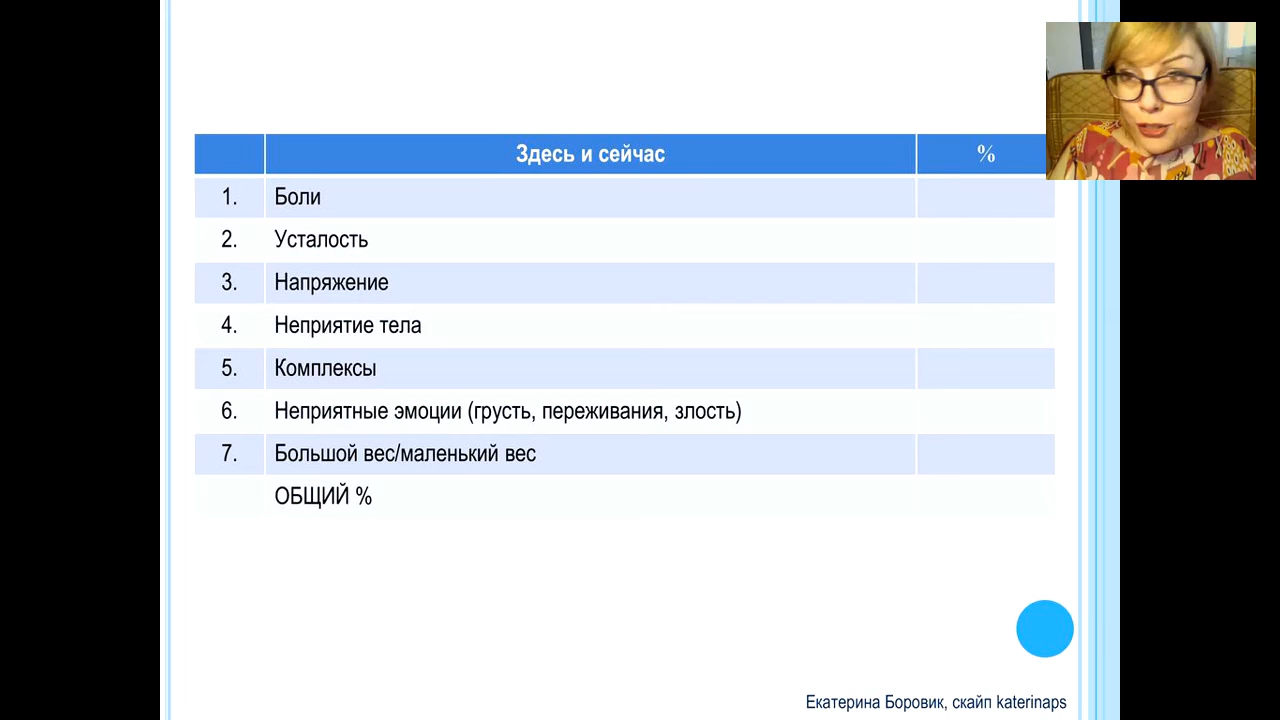 Здесь и сейчас %
1. Боли
2. Усталость
3. Напряжение
4. Неприятие тела
5. Комплексы
6. Неприятные эмоции (грусть, переживания, злость)
7. Большой вес/маленький вес
ОБЩИЙ %
Екатерина Боровик, скайп katerinaps